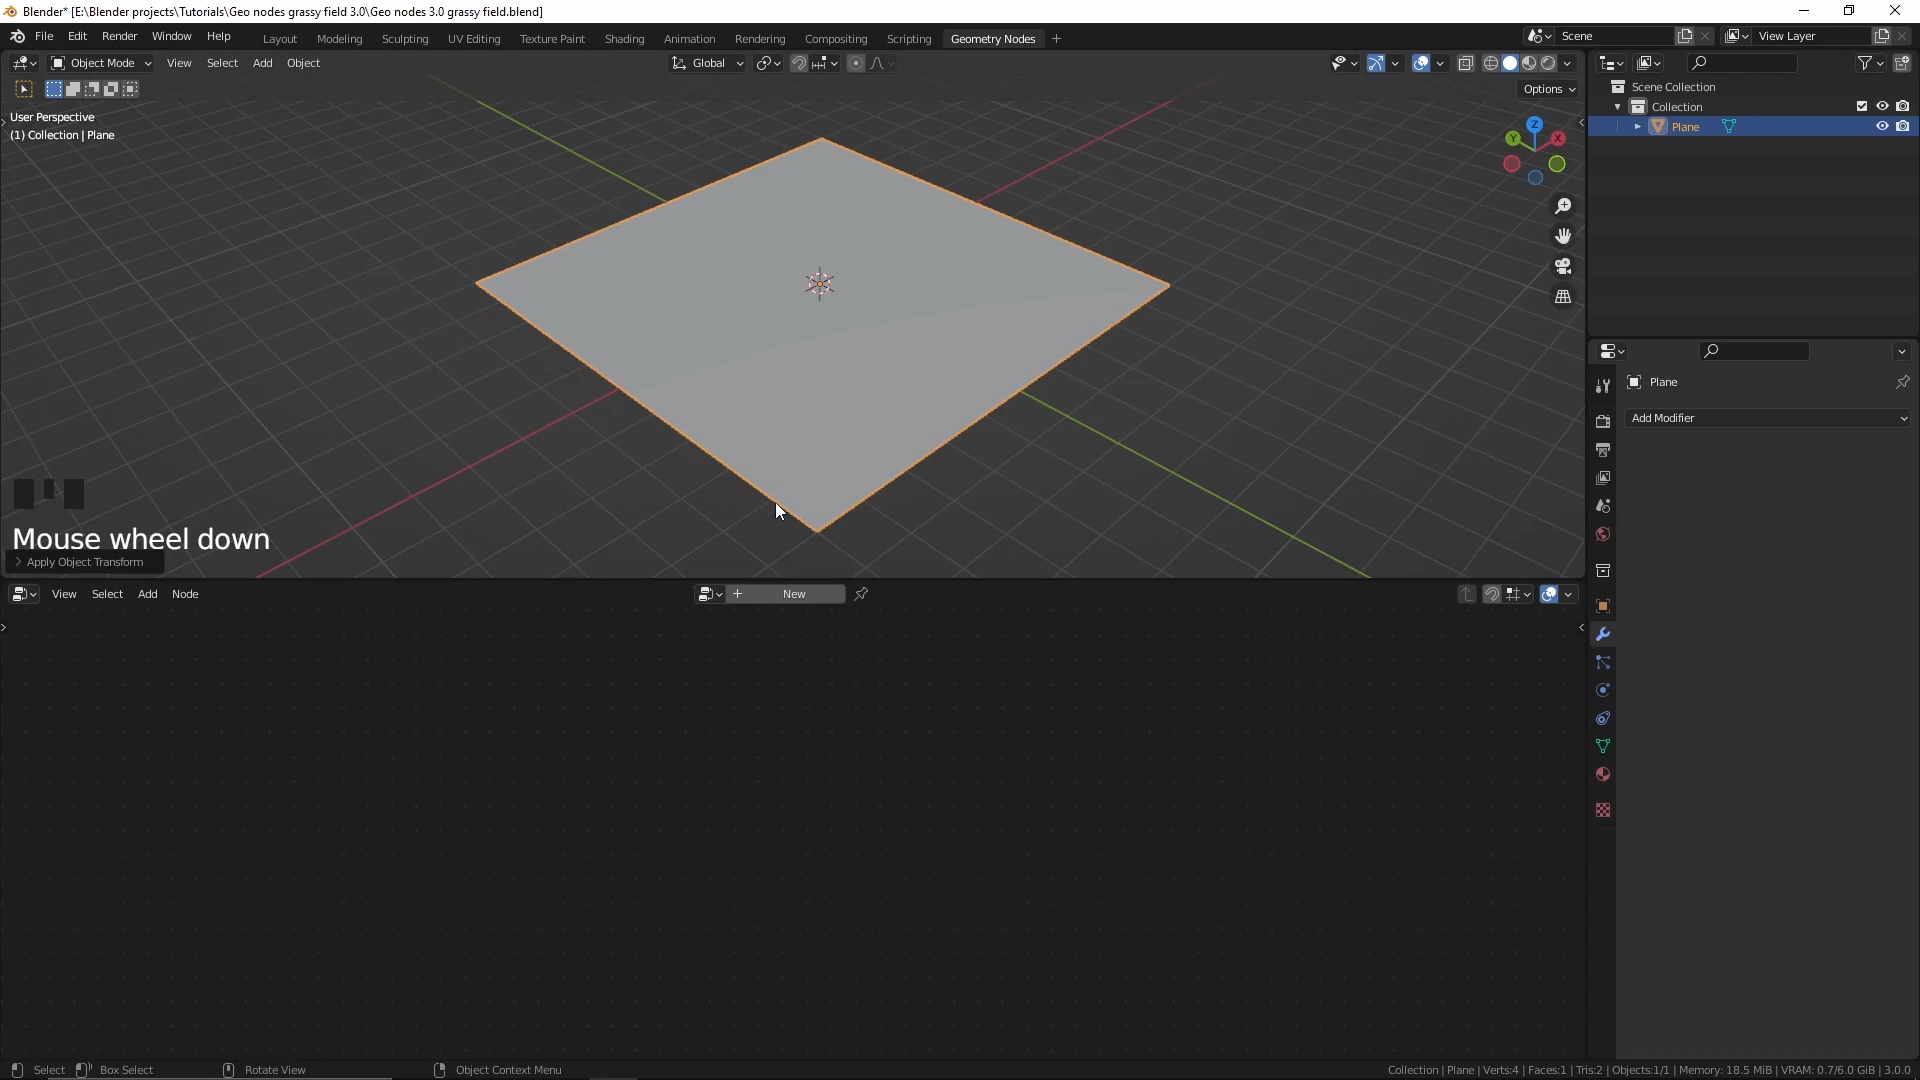 Blender* [E:\Blender projects\Tutorials\Geo nodes grassy field 3.0\Geo nodes 3.0 grassy field.blend]
File Edit Render Window Help Layout Modeling Sculpting UV Editing Texture Paint Shading Animation Rendering Compositing Scripting Geometry Nodes + Scene View Layer
Object Mode View Select Add Object Global
Options
User Perspective
(1) Collection | Plane
Z
Y
X
Mouse wheel down
Apply Object Transform
Scene Collection
Collection
Plane
Plane
Add Modifier
View Select Add Node + New
Select Box Select Rotate View Object Context Menu Collection | Plane | Verts:4 | Faces:1 | Tris:2 | Objects:1/1 | Memory: 18.5 MiB | VRAM: 0.7/6.0 GiB | 3.0.0